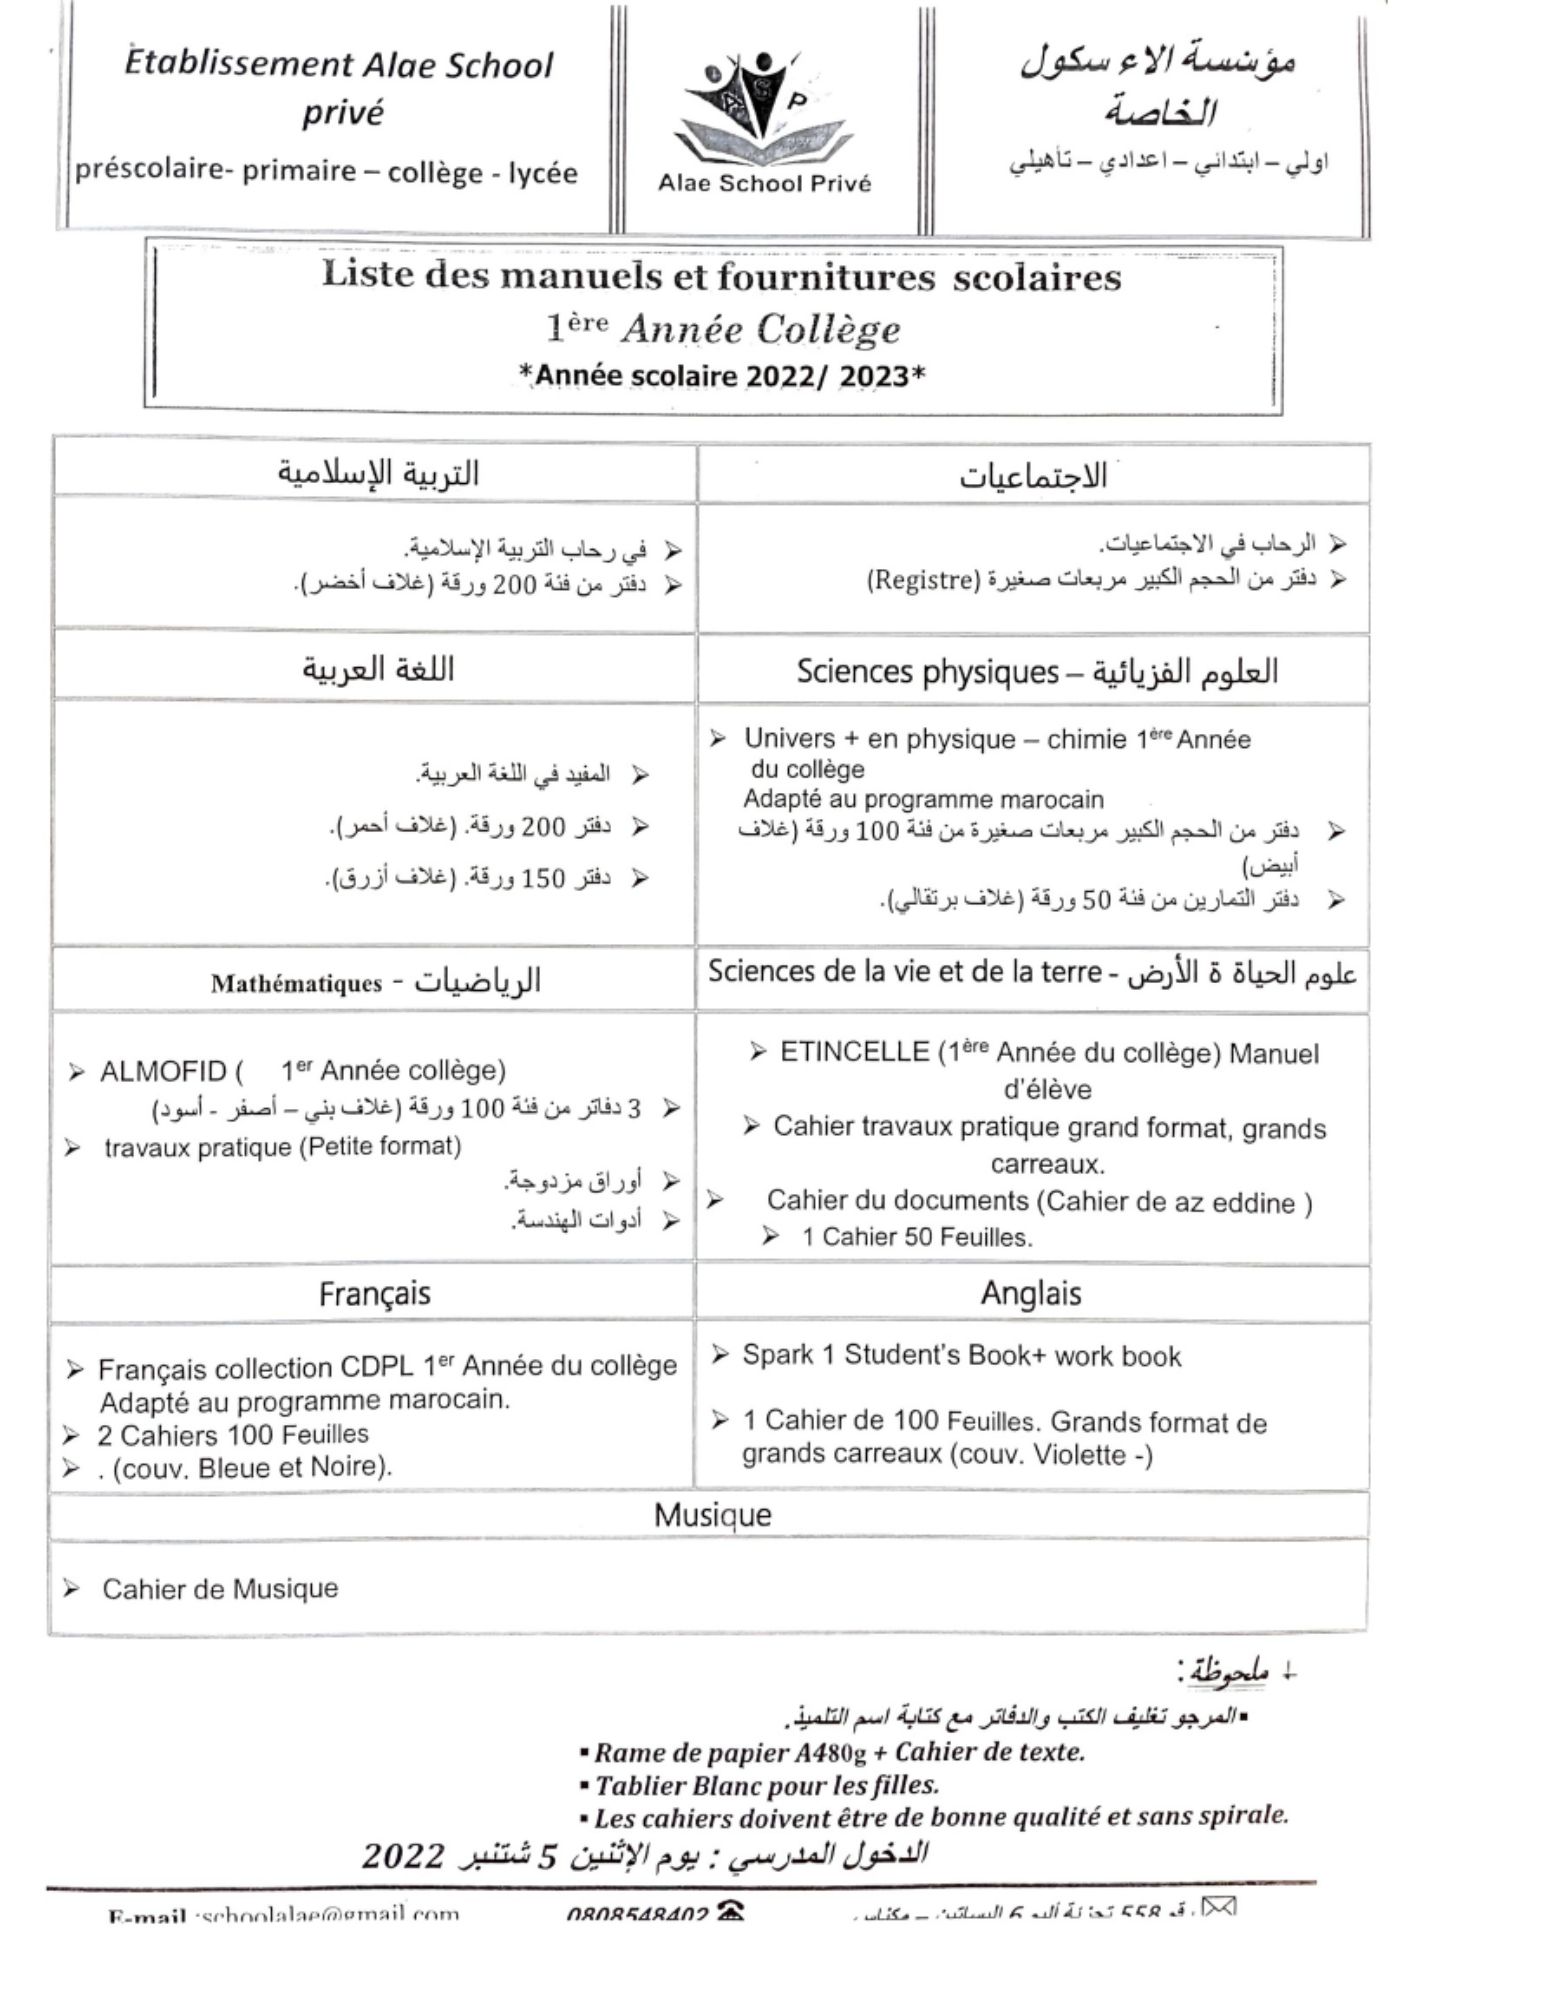 Etablissement Alae School
privé
préscolaire- primaire – collège - lycée
A S P
Alae School Privé
مؤسسة الاء سكول
الخاصة
اولي – ابتدائي – اعدادي – تأهيلي
Liste des manuels et fournitures scolaires
1ère Année Collège
*Année scolaire 2022/ 2023*
التربية الإسلامية
➢ في رحاب التربية الإسلامية.
➢ دفتر من فئة 200 ورقة (غلاف أخضر).
الاجتماعيات
➢ الرحاب في الاجتماعيات.
➢ دفتر من الحجم الكبير مربعات صغيرة (Registre)
اللغة العربية
➢ المفيد في اللغة العربية.
➢ دفتر 200 ورقة. (غلاف أحمر).
➢ دفتر 150 ورقة. (غلاف أزرق).
Sciences physiques – العلوم الفزيائية
➢ Univers + en physique – chimie 1ère Année
du collège
Adapté au programme marocain
➢ دفتر من الحجم الكبير مربعات صغيرة من فئة 100 ورقة (غلاف
أبيض)
➢ دفتر التمارين من فئة 50 ورقة (غلاف برتقالي).
Mathématiques - الرياضيات
➢ ALMOFID ( 1er Année collège)
➢ 3 دفاتر من فئة 100 ورقة (غلاف بني – أصفر - أسود)
➢ travaux pratique (Petite format)
➢ أوراق مزدوجة.
➢ أدوات الهندسة.
Sciences de la vie et de la terre - علوم الحياة ة الأرض
➢ ETINCELLE (1ère Année du collège) Manuel
d'élève
➢ Cahier travaux pratique grand format, grands
carreaux.
➢ Cahier du documents (Cahier de az eddine )
➢ 1 Cahier 50 Feuilles.
Français
➢ Français collection CDPL 1er Année du collège
Adapté au programme marocain.
➢ 2 Cahiers 100 Feuilles
➢ . (couv. Bleue et Noire).
Anglais
➢ Spark 1 Student's Book+ work book
➢ 1 Cahier de 100 Feuilles. Grands format de
grands carreaux (couv. Violette -)
Musique
➢ Cahier de Musique
ملحوظة :
▪ المرجو تغليف الكتب والدفاتر مع كتابة اسم التلميذ.
▪ Rame de papier A480g + Cahier de texte.
▪ Tablier Blanc pour les filles.
▪ Les cahiers doivent être de bonne qualité et sans spirale.
الدخول المدرسي : يوم الإثنين 5 شتنبر 2022
E-mail :schoolalae@gmail.com
0808548402
558 6 البساتين – مكناس